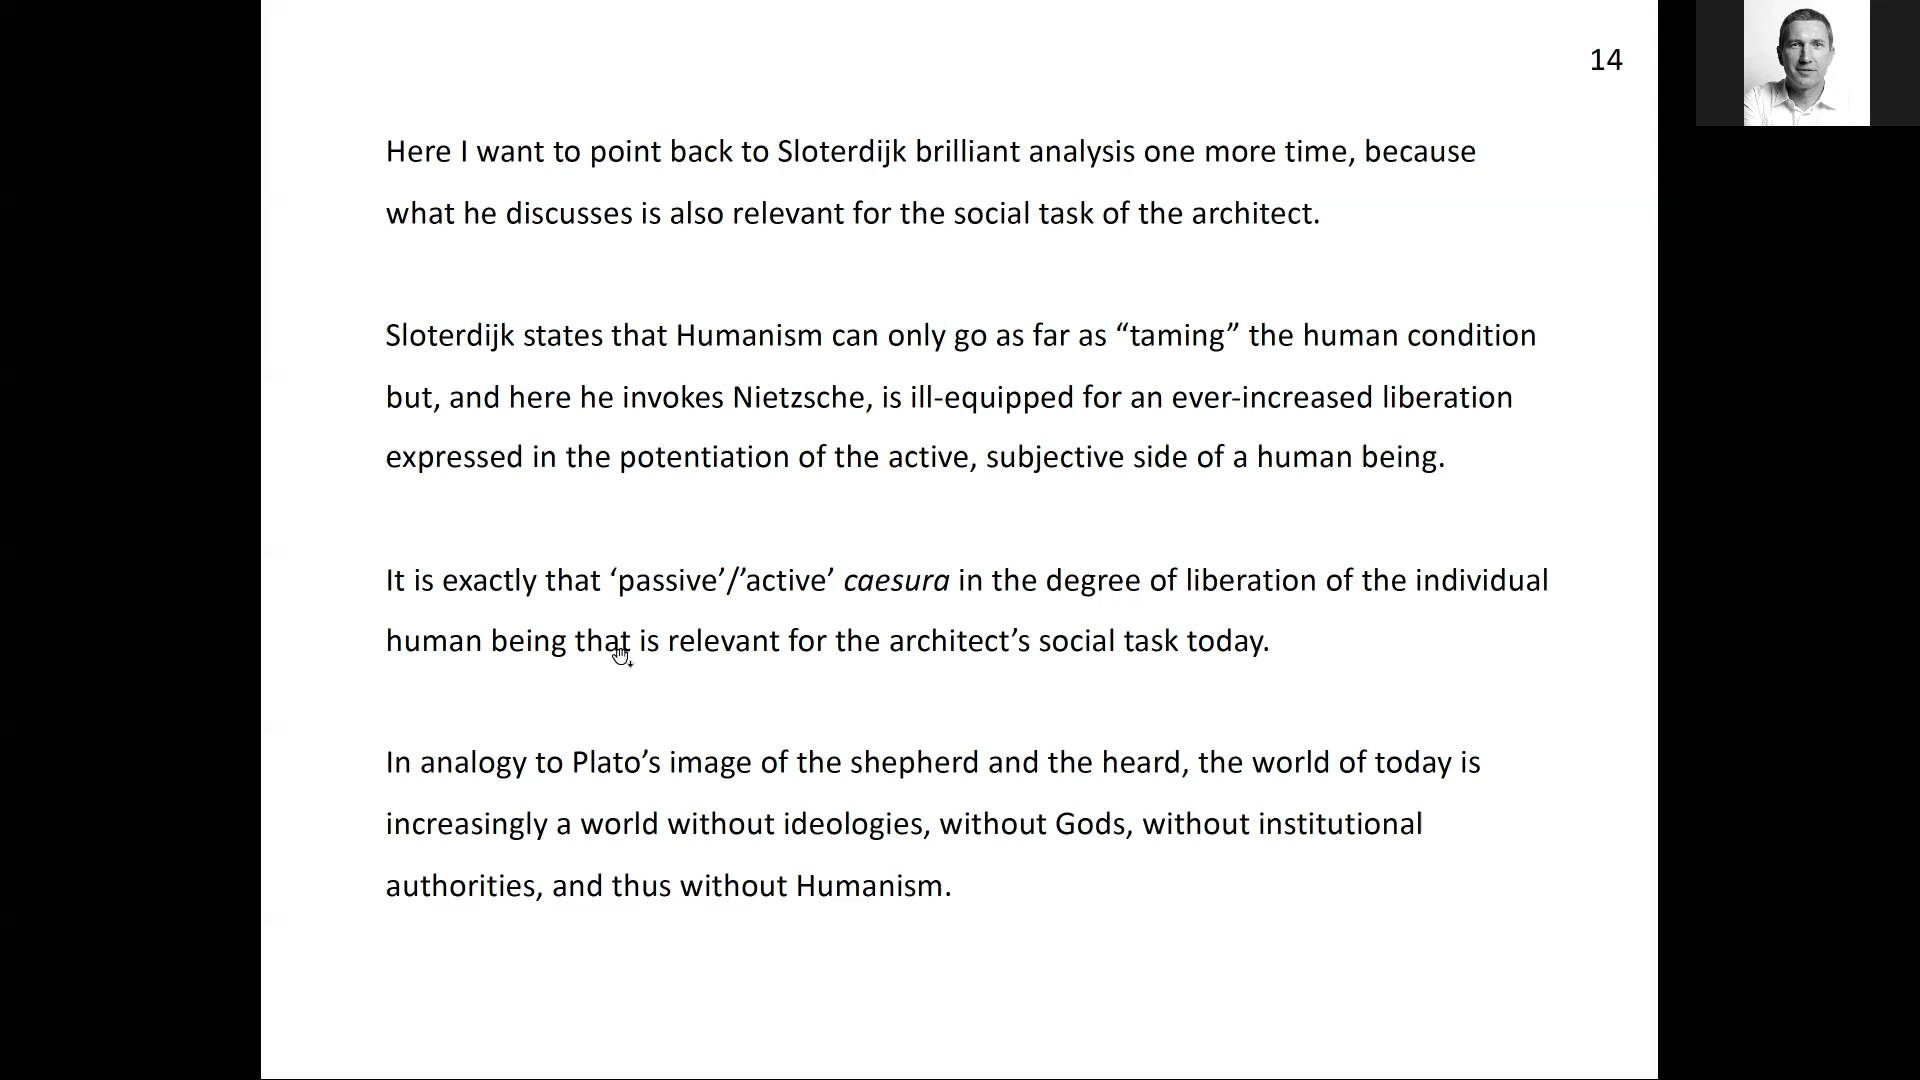 14
Here I want to point back to Sloterdijk brilliant analysis one more time, because
what he discusses is also relevant for the social task of the architect.
Sloterdijk states that Humanism can only go as far as “taming” the human condition
but, and here he invokes Nietzsche, is ill-equipped for an ever-increased liberation
expressed in the potentiation of the active, subjective side of a human being.
It is exactly that ‘passive’/’active’ caesura in the degree of liberation of the individual
human being that is relevant for the architect’s social task today.
In analogy to Plato’s image of the shepherd and the heard, the world of today is
increasingly a world without ideologies, without Gods, without institutional
authorities, and thus without Humanism.